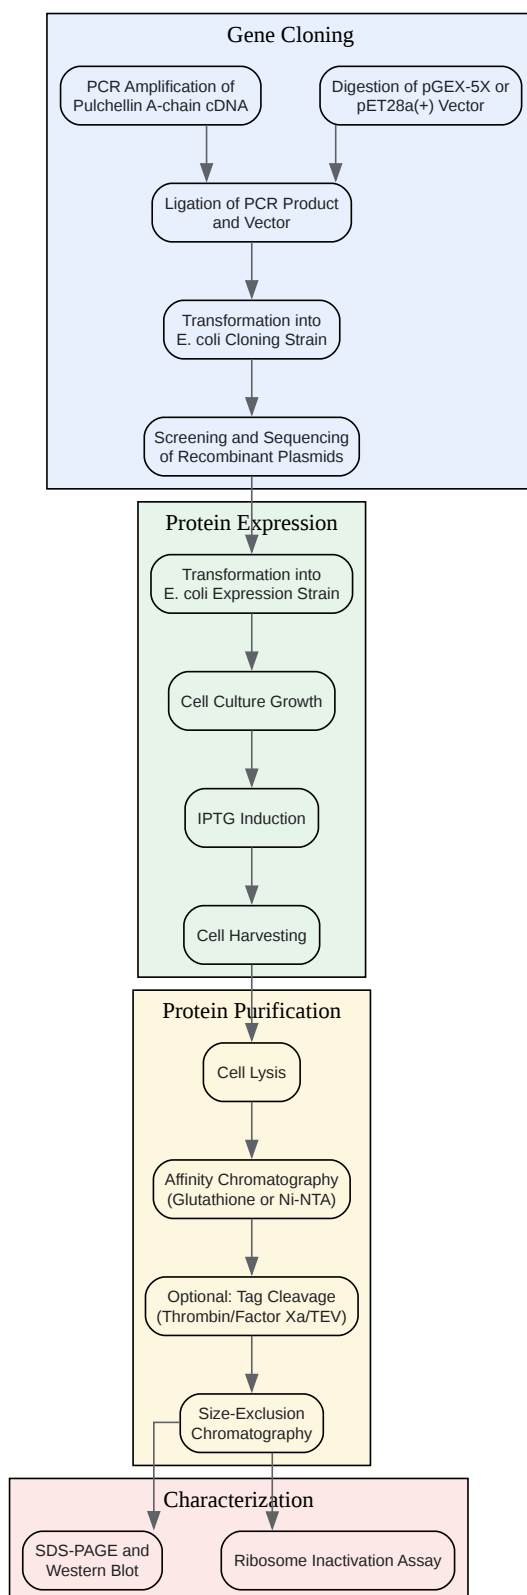 Gene Cloning
PCR Amplification of
Pulchellin A-chain cDNA
Digestion of pGEX-5X or
pET28a(+) Vector
Ligation of PCR Product
and Vector
Transformation into
E. coli Cloning Strain
Screening and Sequencing
of Recombinant Plasmids
Protein Expression
Transformation into
E. coli Expression Strain
Cell Culture Growth
IPTG Induction
Cell Harvesting
Protein Purification
Cell Lysis
Affinity Chromatography
(Glutathione or Ni-NTA)
Optional: Tag Cleavage
(Thrombin/Factor Xa/TEV)
Size-Exclusion
Chromatography
Characterization
SDS-PAGE and
Western Blot
Ribosome Inactivation Assay